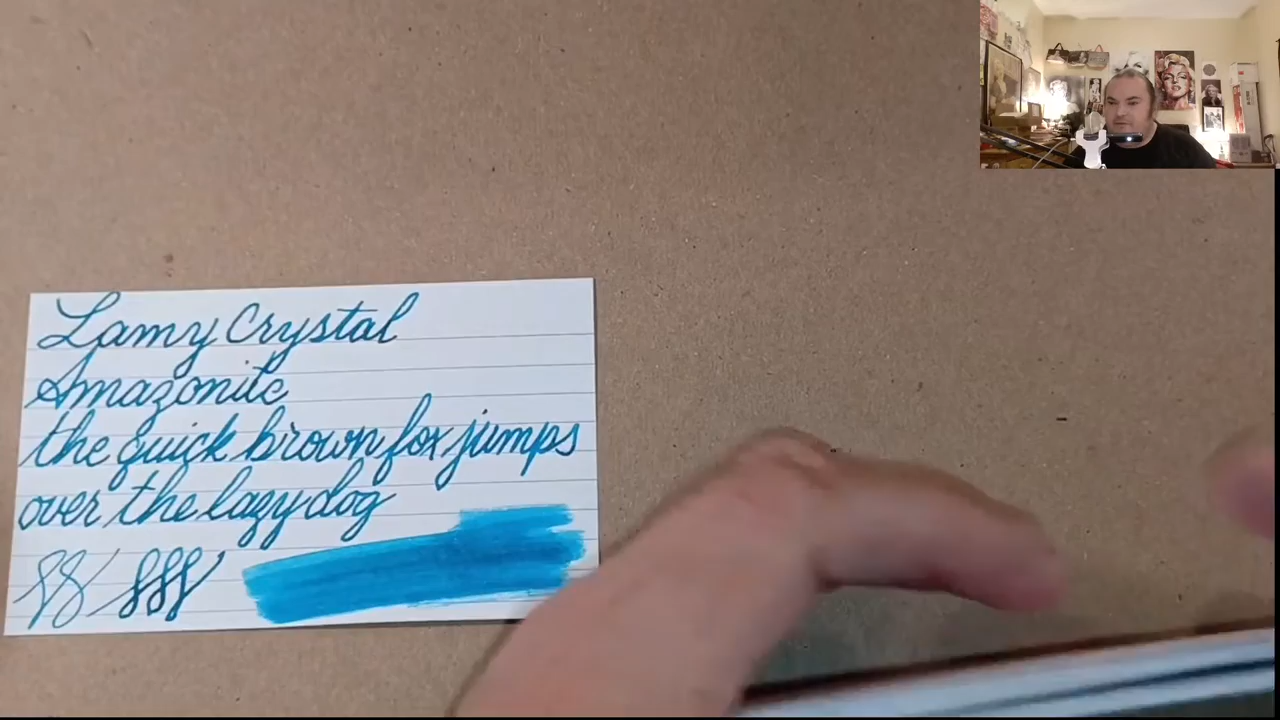 Lamy Crystal
Amazonite
the quick brown fox jumps
over the lazy dog